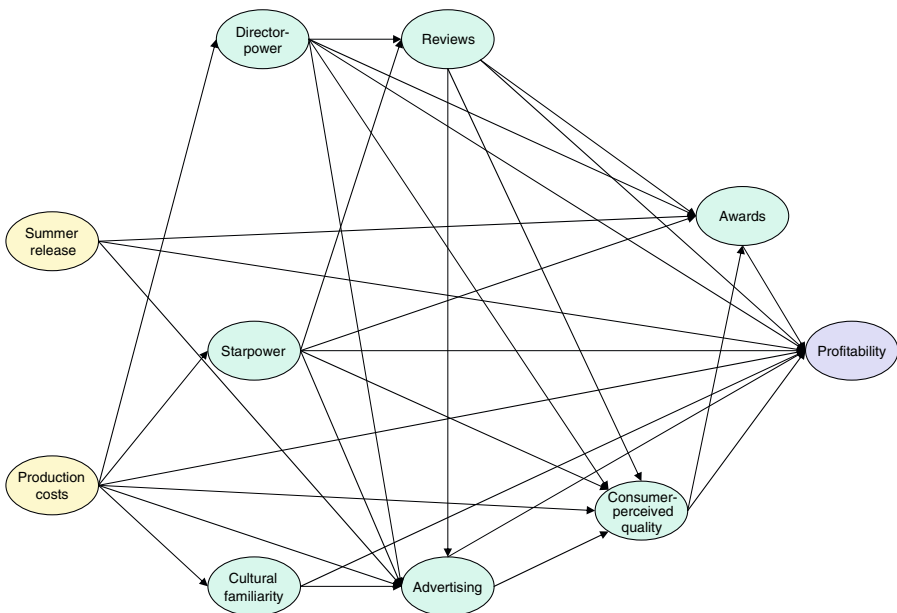 Director-
power
Reviews
Awards
Summer
release
Starpower
Profitability
Production
costs
Consumer-
perceived
quality
Cultural
familiarity
Advertising